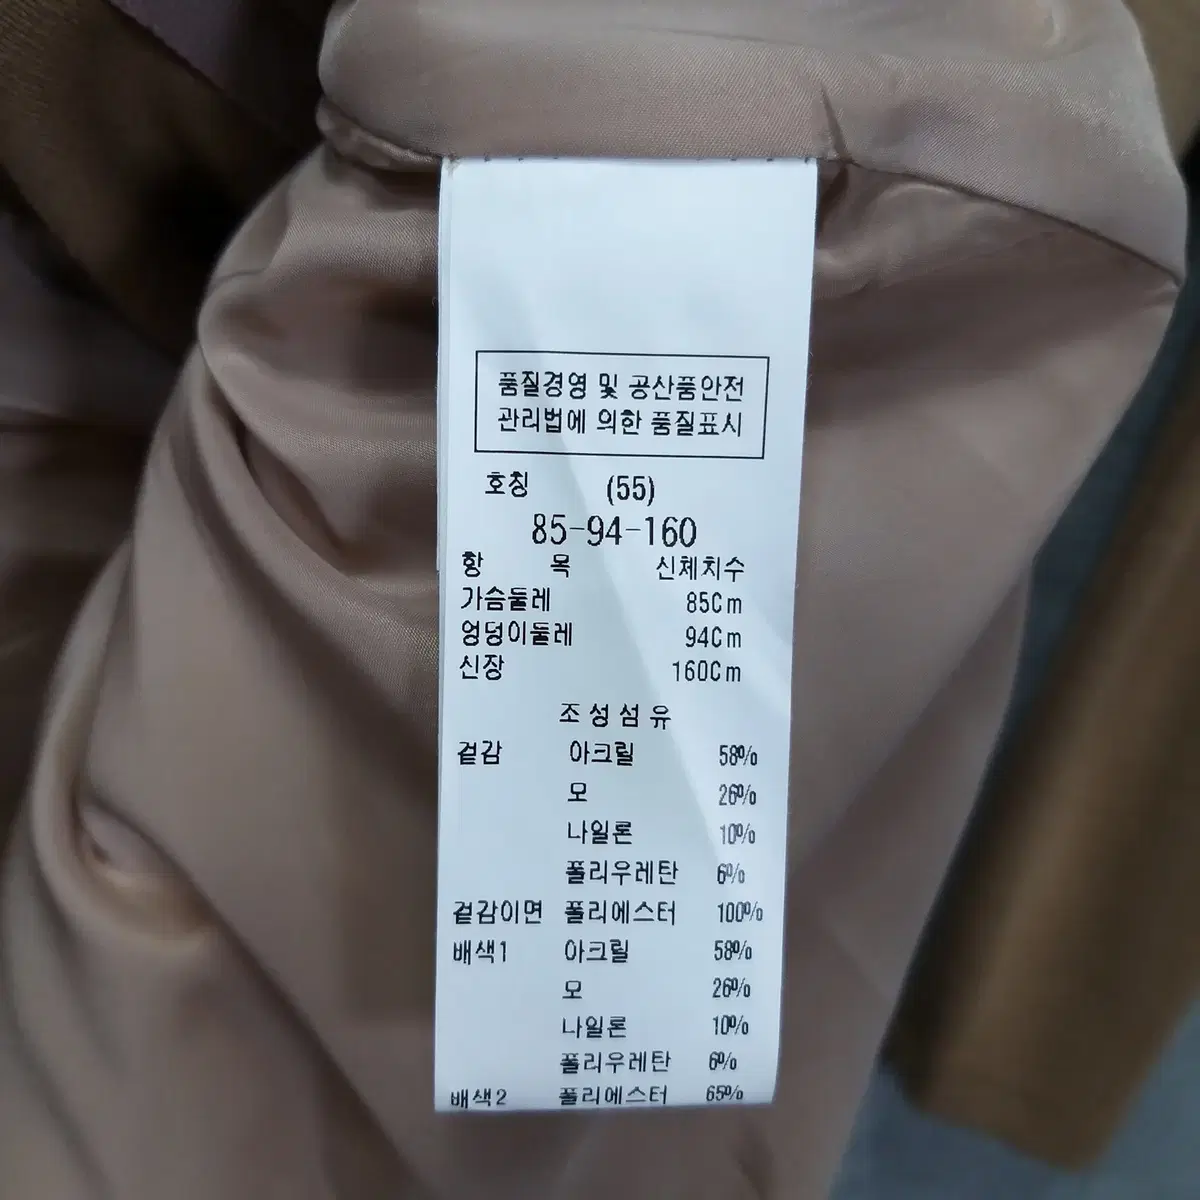 품질경영 및 공산품안전
관리법에 의한 품질표시
호칭 (55)
85-94-160
항 목 신체치수
가슴둘레 85Cm
엉덩이둘레 94Cm
신장 160Cm
조성섬유
겉감 아크릴 58%
모 26%
나일론 10%
폴리우레탄 6%
겉감이면 폴리에스터 100%
배색1 아크릴 58%
모 26%
나일론 10%
폴리우레탄 6%
배색2 폴리에스터 65%